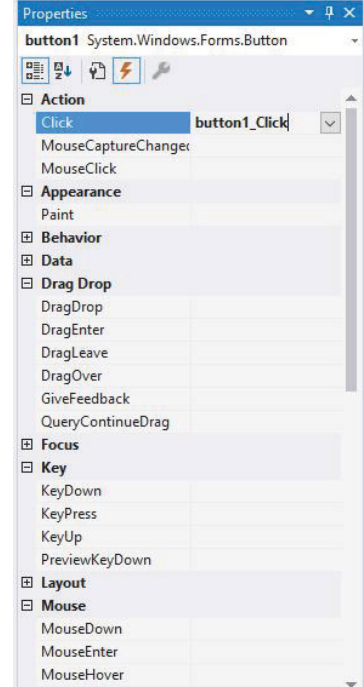 Properties
button1 System.Windows.Forms.Button
Action
Click button1_Click
MouseCaptureChanged
MouseClick
Appearance
Paint
Behavior
Data
Drag Drop
DragDrop
DragEnter
DragLeave
DragOver
GiveFeedback
QueryContinueDrag
Focus
Key
KeyDown
KeyPress
KeyUp
PreviewKeyDown
Layout
Mouse
MouseDown
MouseEnter
MouseHover